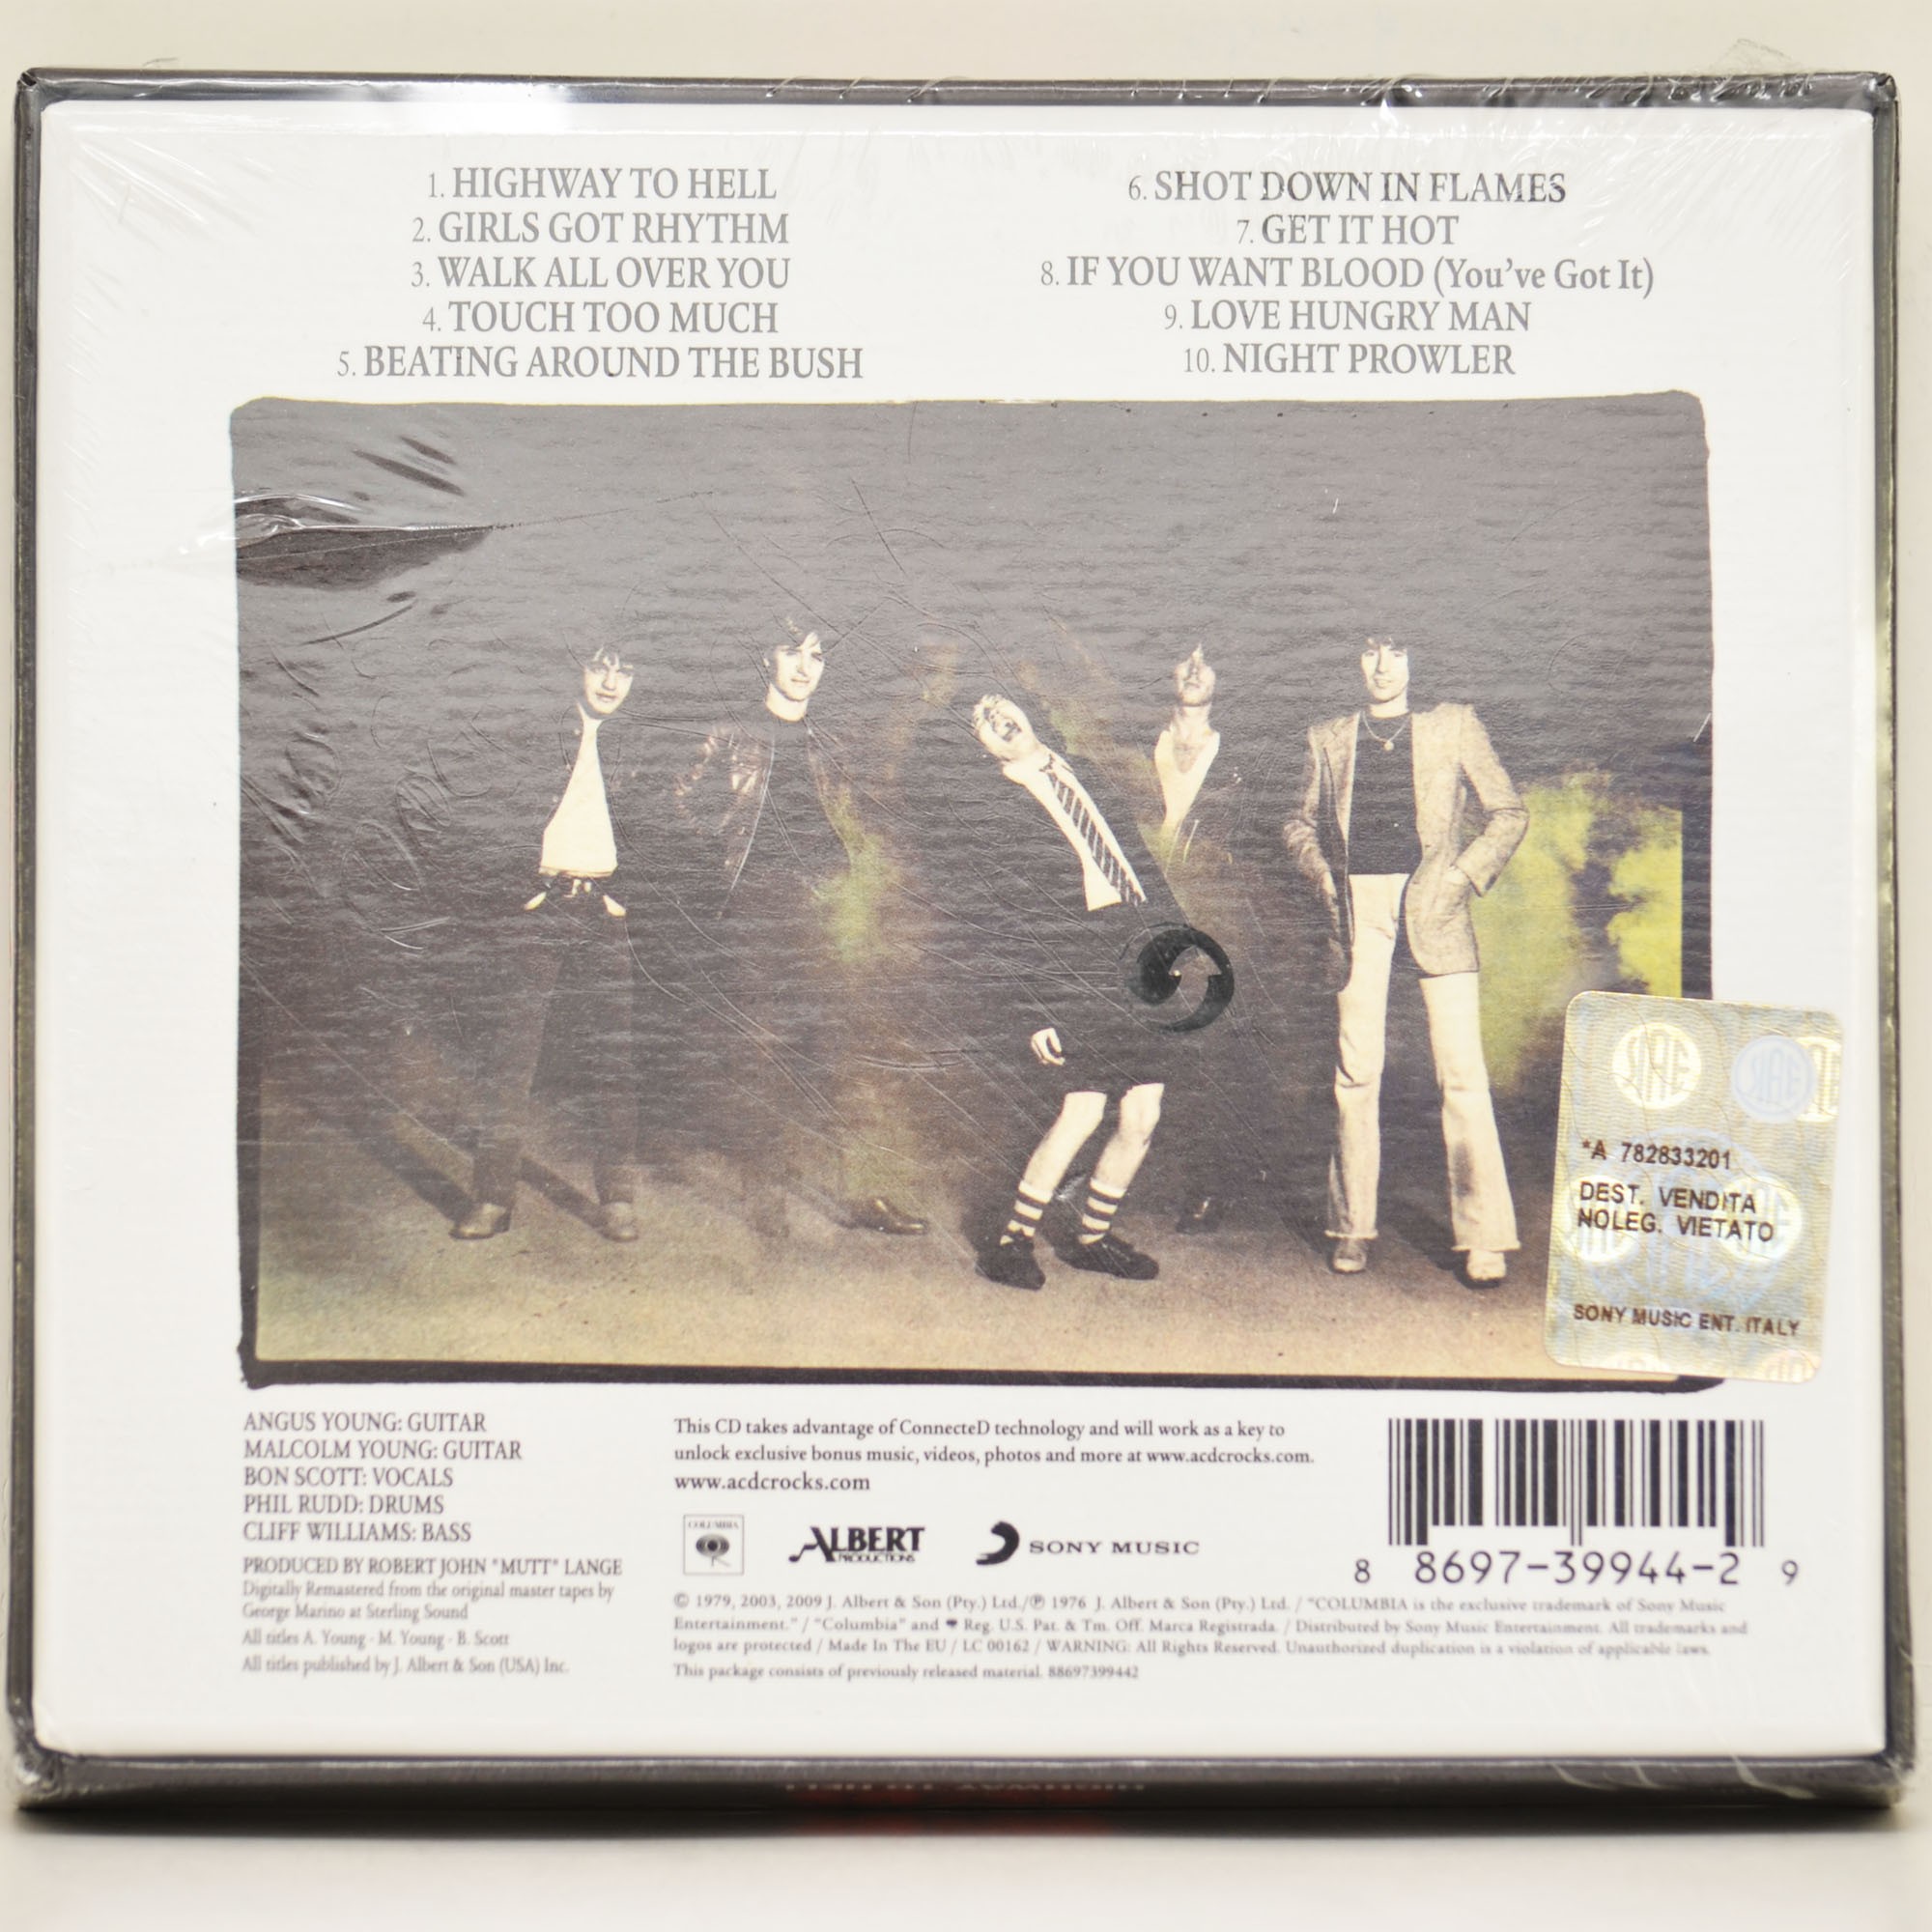 1. HIGHWAY TO HELL
2. GIRLS GOT RHYTHM
3. WALK ALL OVER YOU
4. TOUCH TOO MUCH
5. BEATING AROUND THE BUSH
6. SHOT DOWN IN FLAMES
7. GET IT HOT
8. IF YOU WANT BLOOD (You've Got It)
9. LOVE HUNGRY MAN
10. NIGHT PROWLER
SIAE
*A 782833201
DEST. VENDITA
NOLEG. VIETATO
SONY MUSIC ENT. ITALY
ANGUS YOUNG: GUITAR
MALCOLM YOUNG: GUITAR
BON SCOTT: VOCALS
PHIL RUDD: DRUMS
CLIFF WILLIAMS: BASS
PRODUCED BY ROBERT JOHN "MUTT" LANGE
Digitally Remastered from the original master tapes by
George Marino at Sterling Sound
All titles A. Young - M. Young - B. Scott
All titles published by J. Albert & Son (USA) Inc.
This CD takes advantage of ConnecteD technology and will work as a key to
unlock exclusive bonus music, videos, photos and more at www.acdcrocks.com.
www.acdcrocks.com
COLUMBIA
ALBERT
PRODUCTIONS
SONY MUSIC
8 8697-39944-2 9
© 1979, 2003, 2009 J. Albert & Son (Pty.) Ltd./℗ 1976 J. Albert & Son (Pty.) Ltd. / "COLUMBIA is the exclusive trademark of Sony Music
Entertainment." / "Columbia" and Reg. U.S. Pat. & Tm. Off. Marca Registrada. / Distributed by Sony Music Entertainment. All trademarks and
logos are protected / Made In The EU / LC 00162 / WARNING: All Rights Reserved. Unauthorized duplication is a violation of applicable laws.
This package consists of previously released material. 88697399442
HIGHWAY TO HELL